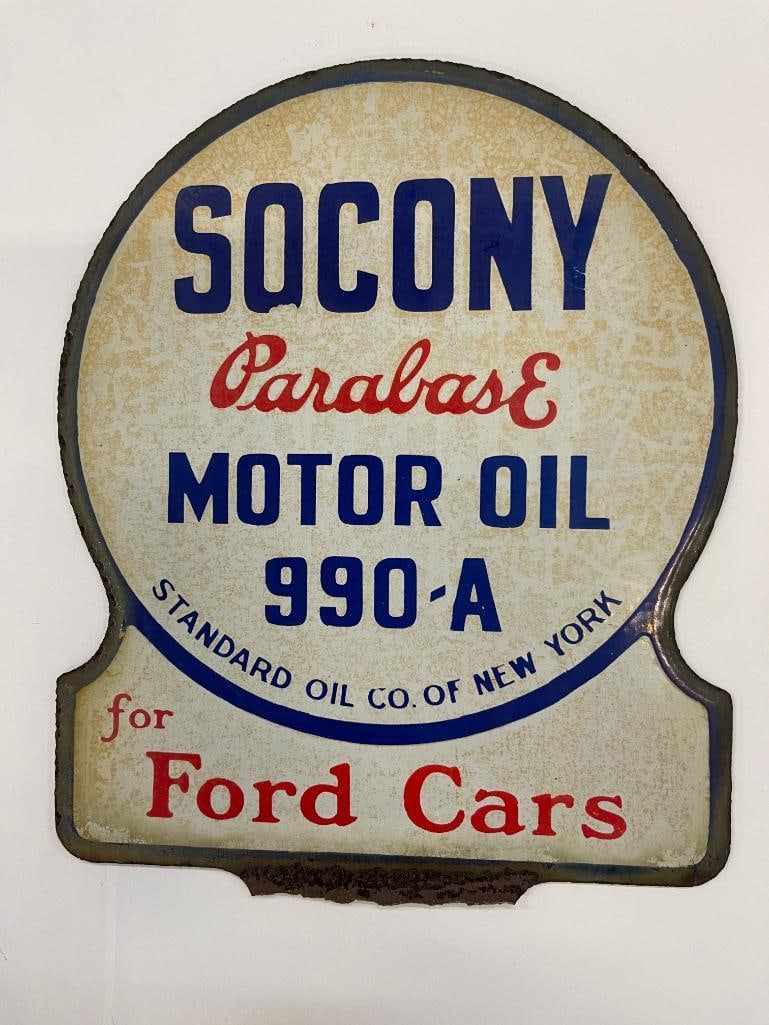 SOCONY
ParabasE
MOTOR OIL
990-A
STANDARD OIL CO. OF NEW YORK
for
Ford Cars